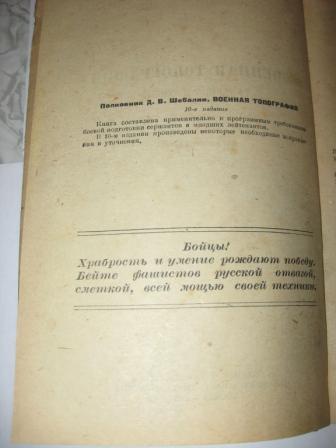 Полковник Д. В. Шебалин. ВОЕННАЯ ТОПОГРАФИЯ
10-е издание
Книга составлена применительно к программным требованиям
боевой подготовки сержантов и младших лейтенантов.
В 10-м издании произведены некоторые необходимые исправле-
ния и уточнения.
Бойцы!
Храбрость и умение рождают победу.
Бейте фашистов русской отвагой,
сметкой, всей мощью своей техники.